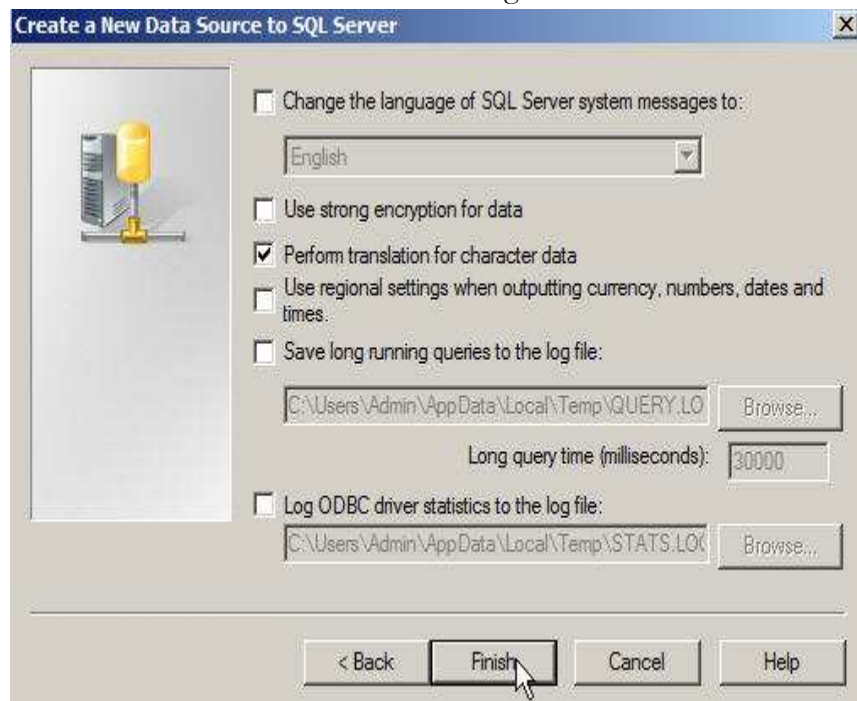 Create a New Data Source to SQL Server
Change the language of SQL Server system messages to:
English
Use strong encryption for data
Perform translation for character data
Use regional settings when outputting currency, numbers, dates and
times.
Save long running queries to the log file:
C:\Users\Admin\AppData\Local\Temp\QUERY.LO
Browse...
Long query time (milliseconds):
30000
Log ODBC driver statistics to the log file:
C:\Users\Admin\AppData\Local\Temp\STATS.LO
Browse...
< Back
Finish
Cancel
Help